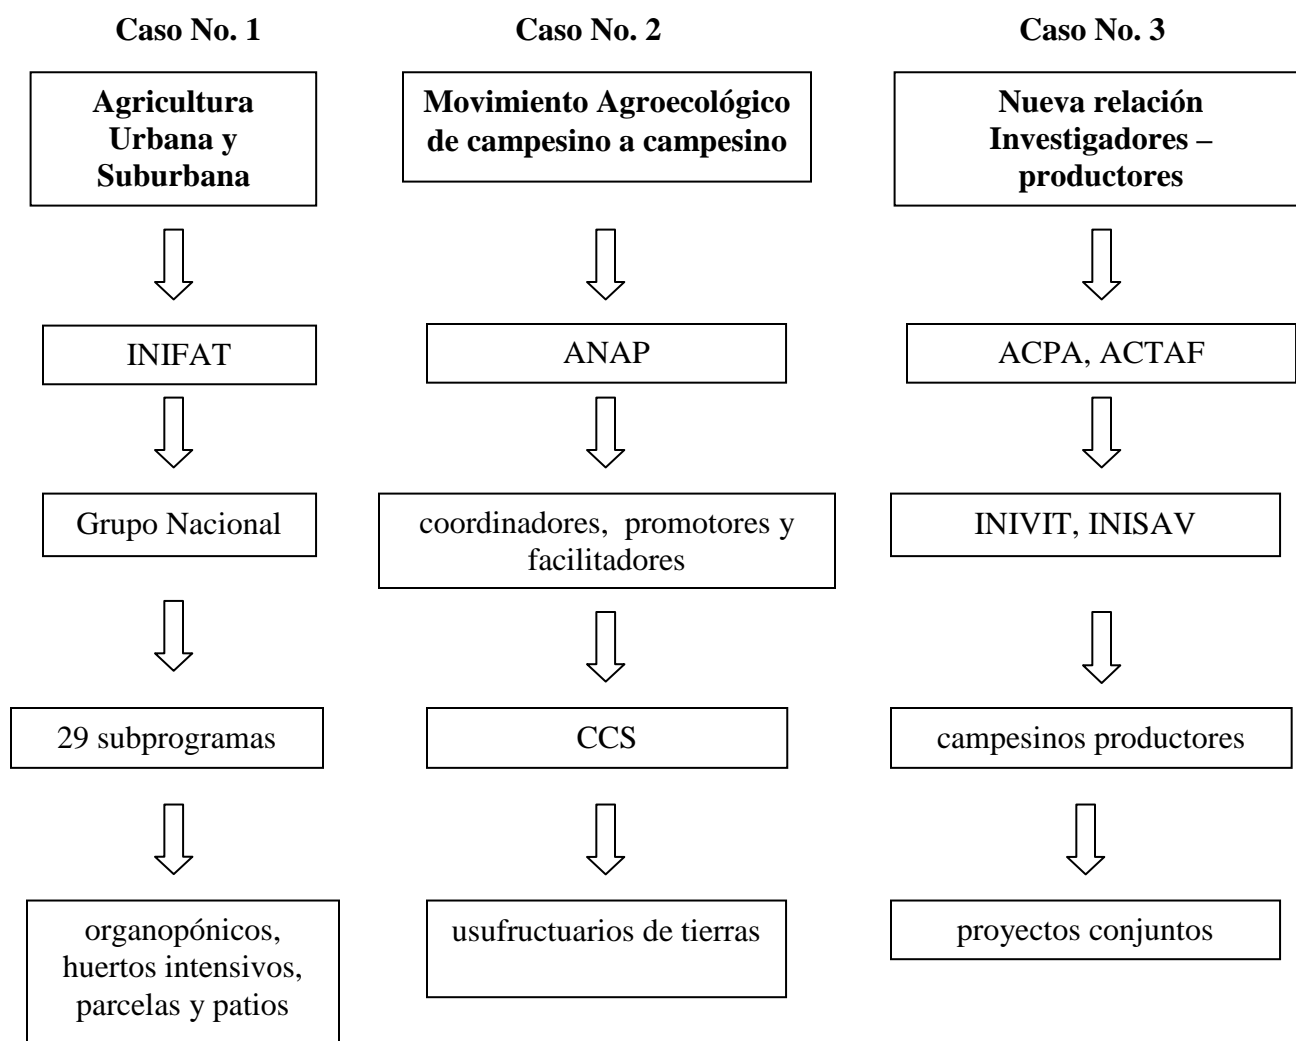 Caso No. 1
Agricultura
Urbana y
Suburbana
INIFAT
Grupo Nacional
29 subprogramas
organopónicos,
huertos intensivos,
parcelas y patios
Caso No. 2
Movimiento Agroecológico
de campesino a campesino
ANAP
coordinadores, promotores y
facilitadores
CCS
usufructuarios de tierras
Caso No. 3
Nueva relación
Investigadores –
productores
ACPA, ACTAF
INIVIT, INISAV
campesinos productores
proyectos conjuntos